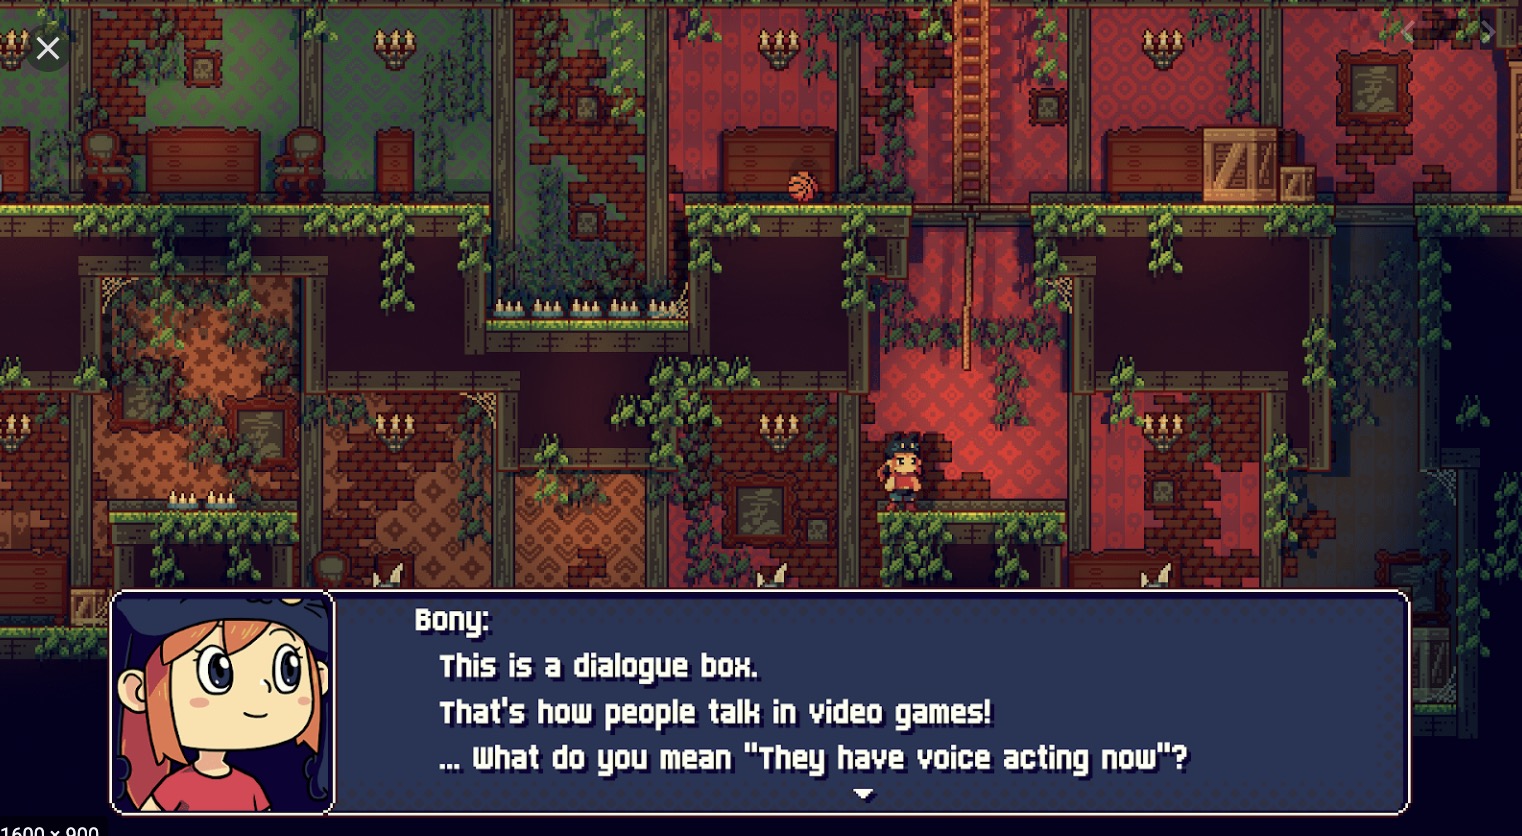 Bony:
This is a dialogue box.
That's how people talk in video games!
... What do you mean "They have voice acting now"?
1600 × 900